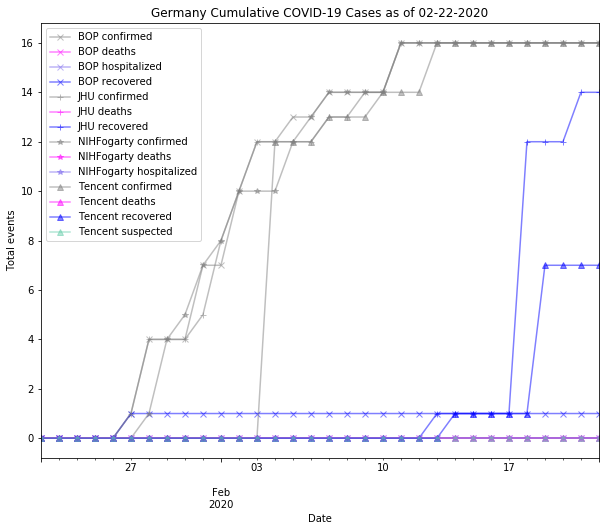 Germany Cumulative COVID-19 Cases as of 02-22-2020
Total events
16
14
12
10
8
6
4
2
0
BOP confirmed
BOP deaths
BOP hospitalized
BOP recovered
JHU confirmed
JHU deaths
JHU recovered
NIHFogarty confirmed
NIHFogarty deaths
NIHFogarty hospitalized
Tencent confirmed
Tencent deaths
Tencent recovered
Tencent suspected
27 03 10 17
Feb
2020
Date